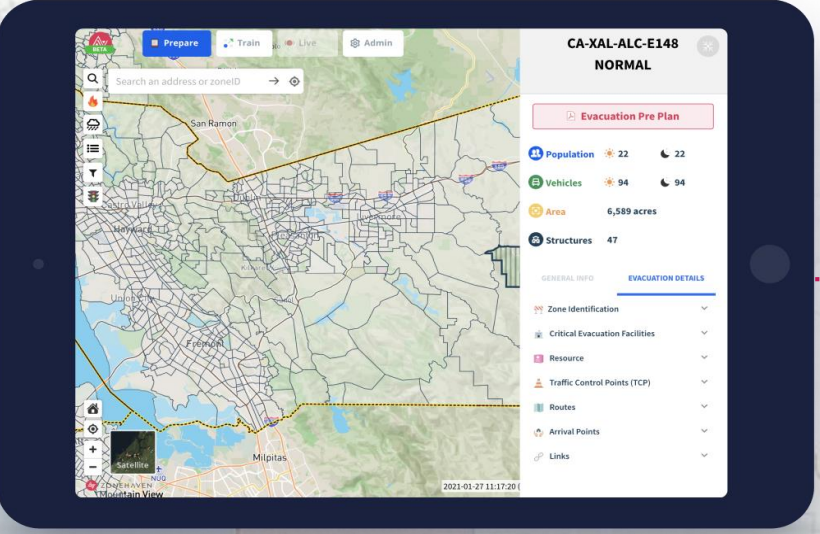 BETA
Prepare
Train
Live
Admin
Search an address or zoneID
San Ramon
Castro Valley
Dublin
Hayward
Livermore
Pleasanton
Union City
Fremont
Milpitas
Satellite
NUQ
ZONEHAVEN
Mountain View
2021-01-27 11:17:20 (
CA-XAL-ALC-E148
NORMAL
Evacuation Pre Plan
Population 22 22
Vehicles 94 94
Area 6,589 acres
Structures 47
GENERAL INFO EVACUATION DETAILS
Zone Identification
Critical Evacuation Facilities
Resource
Traffic Control Points (TCP)
Routes
Arrival Points
Links